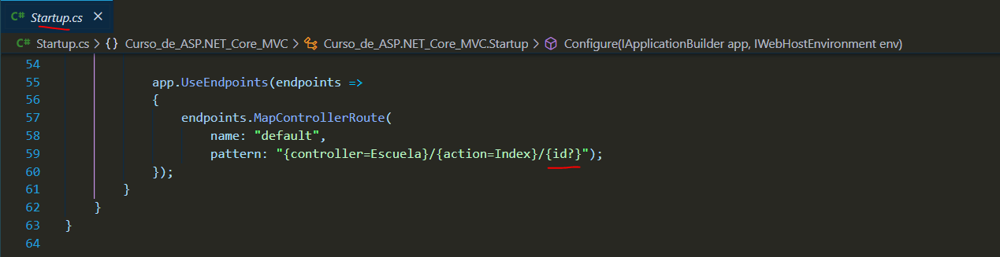 C# Startup.cs ×
C# Startup.cs > {} Curso_de_ASP.NET_Core_MVC > Curso_de_ASP.NET_Core_MVC.Startup > Configure(IApplicationBuilder app, IWebHostEnvironment env)
54
55 app.UseEndpoints(endpoints =>
56 {
57 endpoints.MapControllerRoute(
58 name: "default",
59 pattern: "{controller=Escuela}/{action=Index}/{id?}");
60 });
61 }
62 }
63 }
64